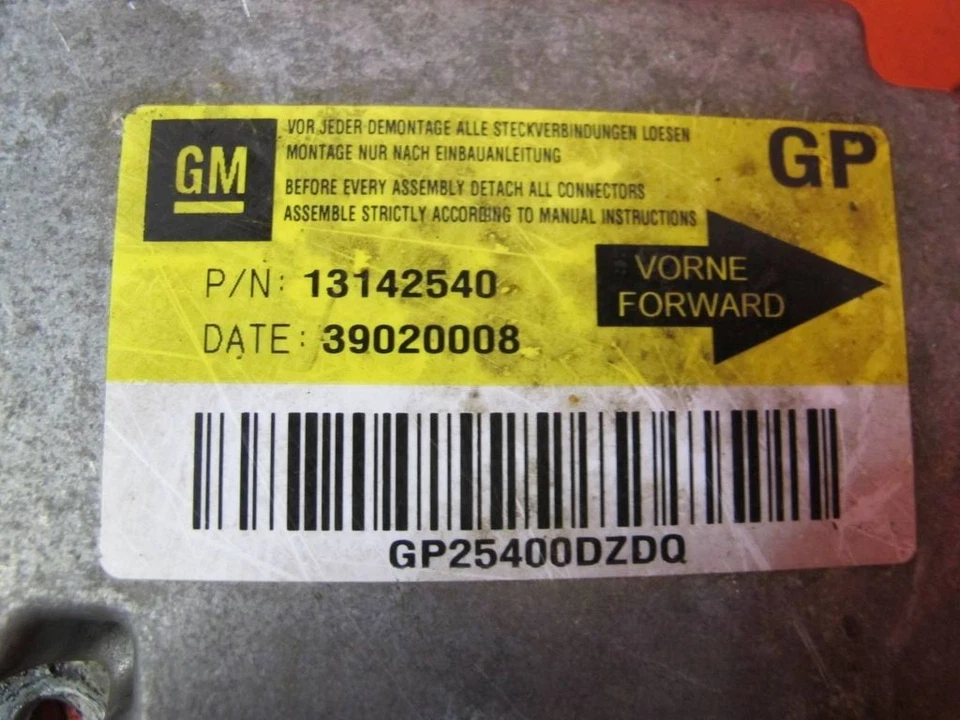 GM
VOR JEDER DEMONTAGE ALLE STECKVERBINDUNGEN LOESEN
MONTAGE NUR NACH EINBAUANLEITUNG
BEFORE EVERY ASSEMBLY DETACH ALL CONNECTORS
ASSEMBLE STRICTLY ACCORDING TO MANUAL INSTRUCTIONS
GP
P/N: 13142540
DATE: 39020008
VORNE
FORWARD
GP25400DZDQ